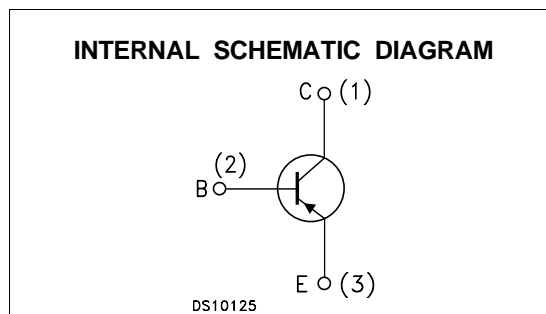 INTERNAL SCHEMATIC DIAGRAM
C (1)
(2)
B
E (3)
DS10125